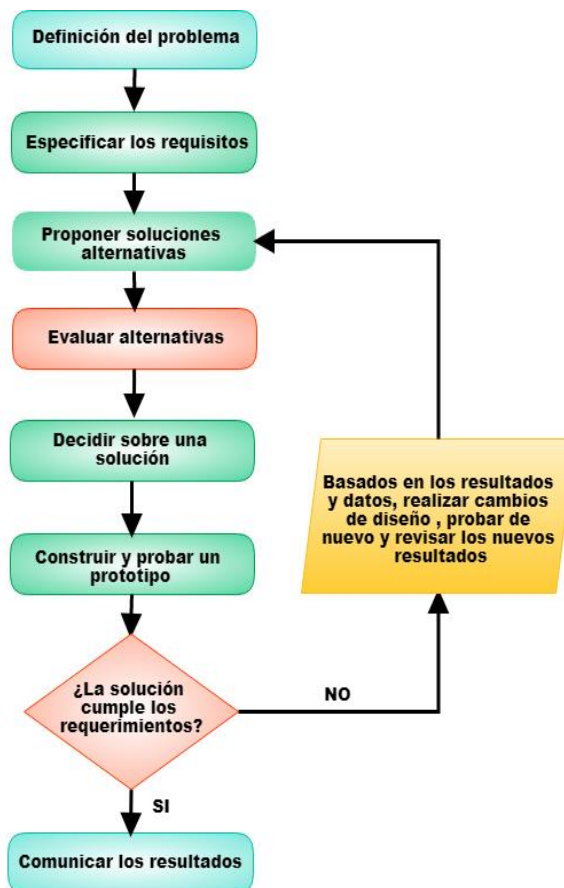 Definición del problema
Especificar los requisitos
Proponer soluciones
alternativas
Evaluar alternativas
Decidir sobre una
solución
Construir y probar un
prototipo
¿La solución
cumple los
requerimientos?
NO
Basados en los resultados
y datos, realizar cambios
de diseño , probar de
nuevo y revisar los nuevos
resultados
SI
Comunicar los resultados